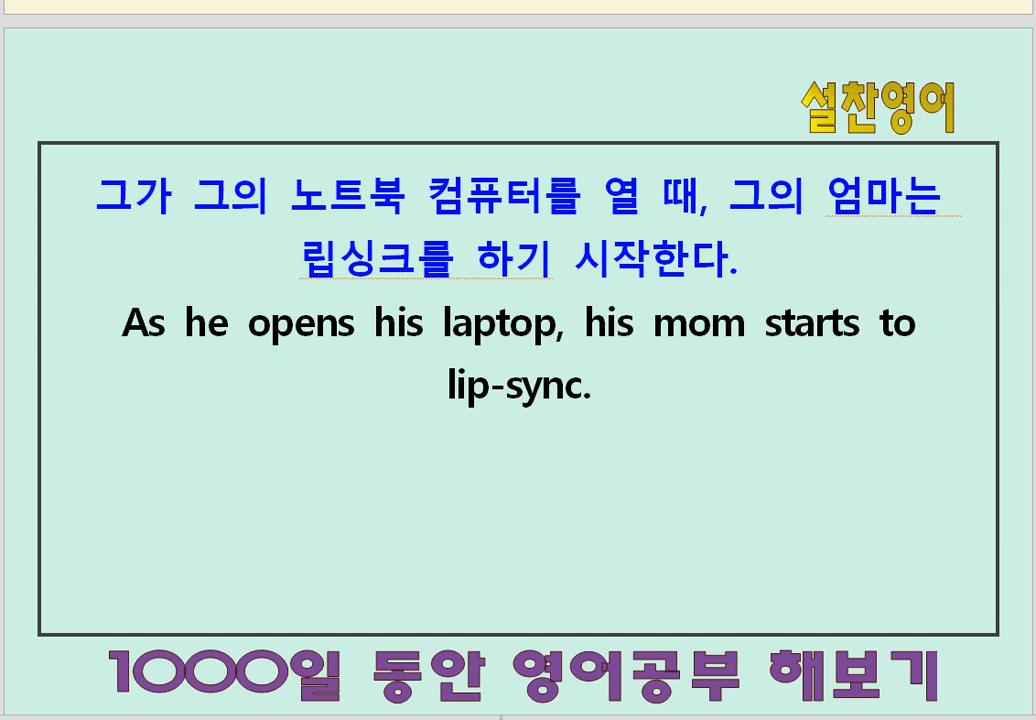 설찬영어
그가 그의 노트북 컴퓨터를 열 때, 그의 엄마는
립싱크를 하기 시작한다.
As he opens his laptop, his mom starts to
lip-sync.
1000일 동안 영어공부 해보기